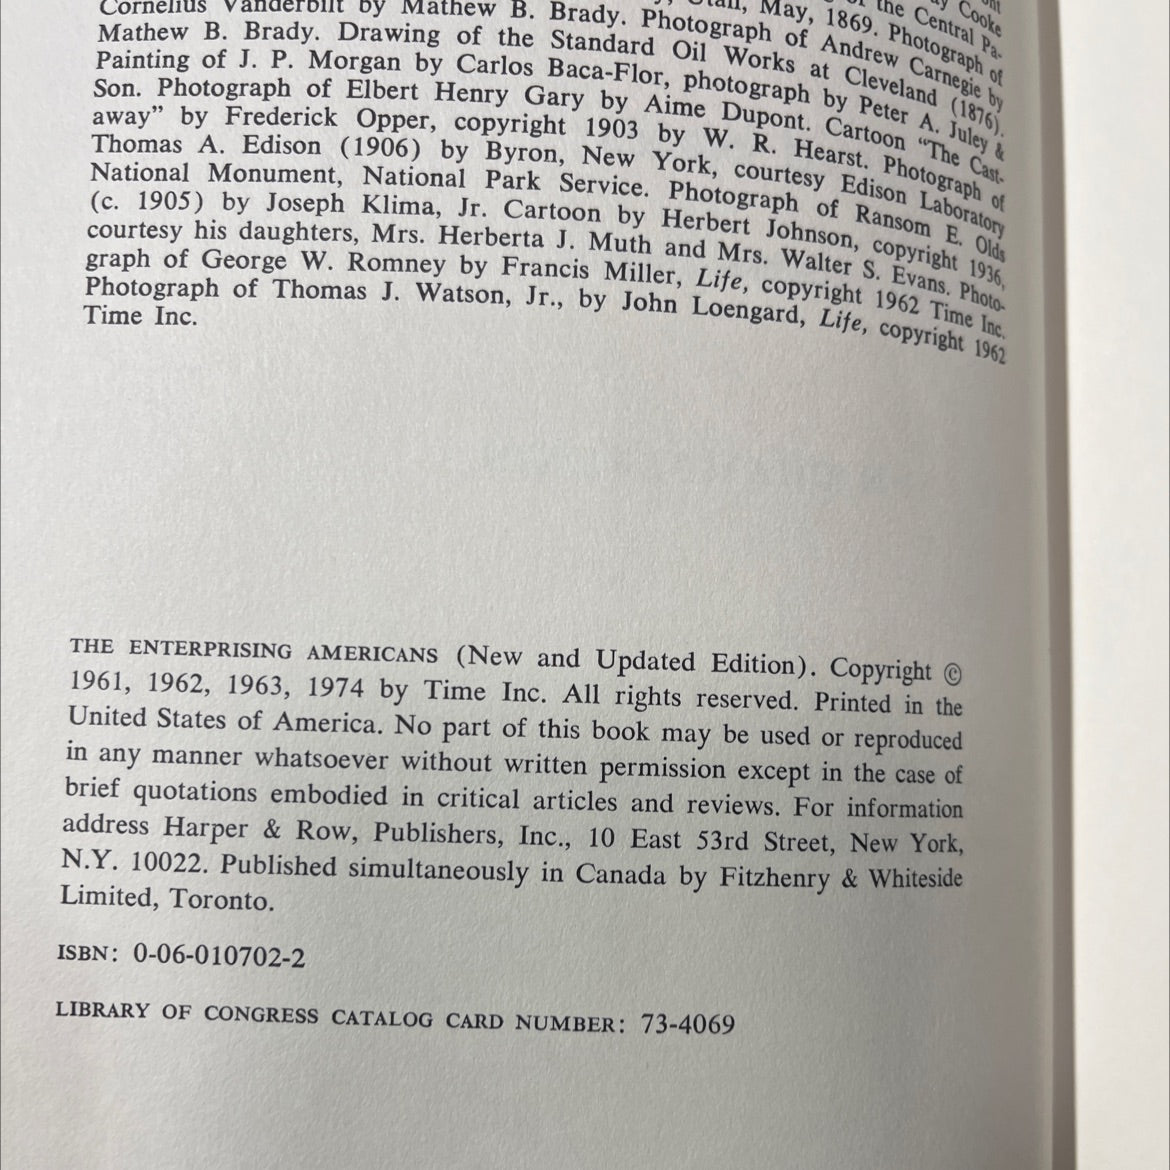 Cooke
Utah, May, 1869. Photograph of
the Central Pa-
Cornelius Vanderbilt by Mathew B. Brady. Photograph of Andrew Carnegie by
Mathew B. Brady. Drawing of the Standard Oil Works at Cleveland (1876).
Painting of J. P. Morgan by Carlos Baca-Flor, photograph by Peter A. Juley &
Son. Photograph of Elbert Henry Gary by Aime Dupont. Cartoon “The Cast-
away” by Frederick Opper, copyright 1903 by W. R. Hearst. Photograph of
Thomas A. Edison (1906) by Byron, New York, courtesy Edison Laboratory
National Monument, National Park Service. Photograph of Ransom E. Olds
(c. 1905) by Joseph Klima, Jr. Cartoon by Herbert Johnson, copyright 1936,
courtesy his daughters, Mrs. Herberta J. Muth and Mrs. Walter S. Evans. Photo-
graph of George W. Romney by Francis Miller, Life, copyright 1962 Time Inc.
Photograph of Thomas J. Watson, Jr., by John Loengard, Life, copyright 1962
Time Inc.
THE ENTERPRISING AMERICANS (New and Updated Edition). Copyright ©
1961, 1962, 1963, 1974 by Time Inc. All rights reserved. Printed in the
United States of America. No part of this book may be used or reproduced
in any manner whatsoever without written permission except in the case of
brief quotations embodied in critical articles and reviews. For information
address Harper & Row, Publishers, Inc., 10 East 53rd Street, New York,
N.Y. 10022. Published simultaneously in Canada by Fitzhenry & Whiteside
Limited, Toronto.
ISBN: 0-06-010702-2
LIBRARY OF CONGRESS CATALOG CARD NUMBER: 73-4069